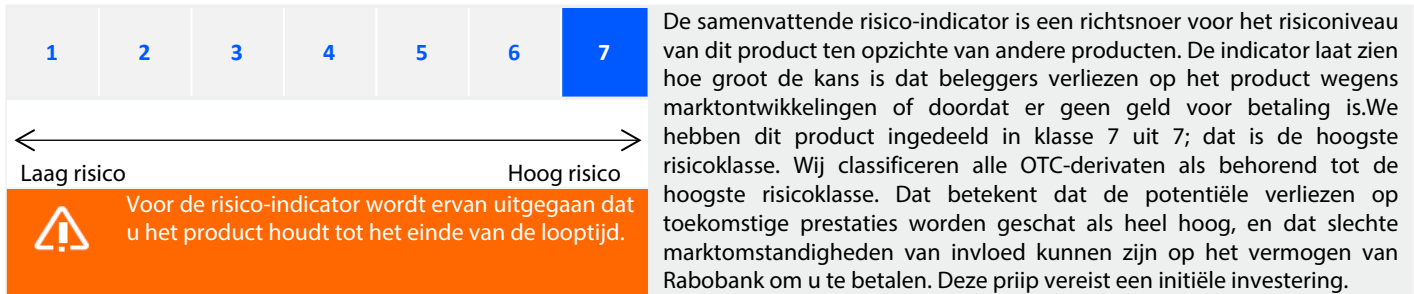 1 2 3 4 5 6 7
Laag risico Hoog risico
Voor de risico-indicator wordt ervan uitgegaan dat
u het product houdt tot het einde van de looptijd.
De samenvattende risico-indicator is een richtsnoer voor het risiconiveau
van dit product ten opzichte van andere producten. De indicator laat zien
hoe groot de kans is dat beleggers verliezen op het product wegens
marktontwikkelingen of doordat er geen geld voor betaling is.We
hebben dit product ingedeeld in klasse 7 uit 7; dat is de hoogste
risicoklasse. Wij classificeren alle OTC-derivaten als behorend tot de
hoogste risicoklasse. Dat betekent dat de potentiële verliezen op
toekomstige prestaties worden geschat als heel hoog, en dat slechte
marktomstandigheden van invloed kunnen zijn op het vermogen van
Rabobank om u te betalen. Deze priip vereist een initiële investering.